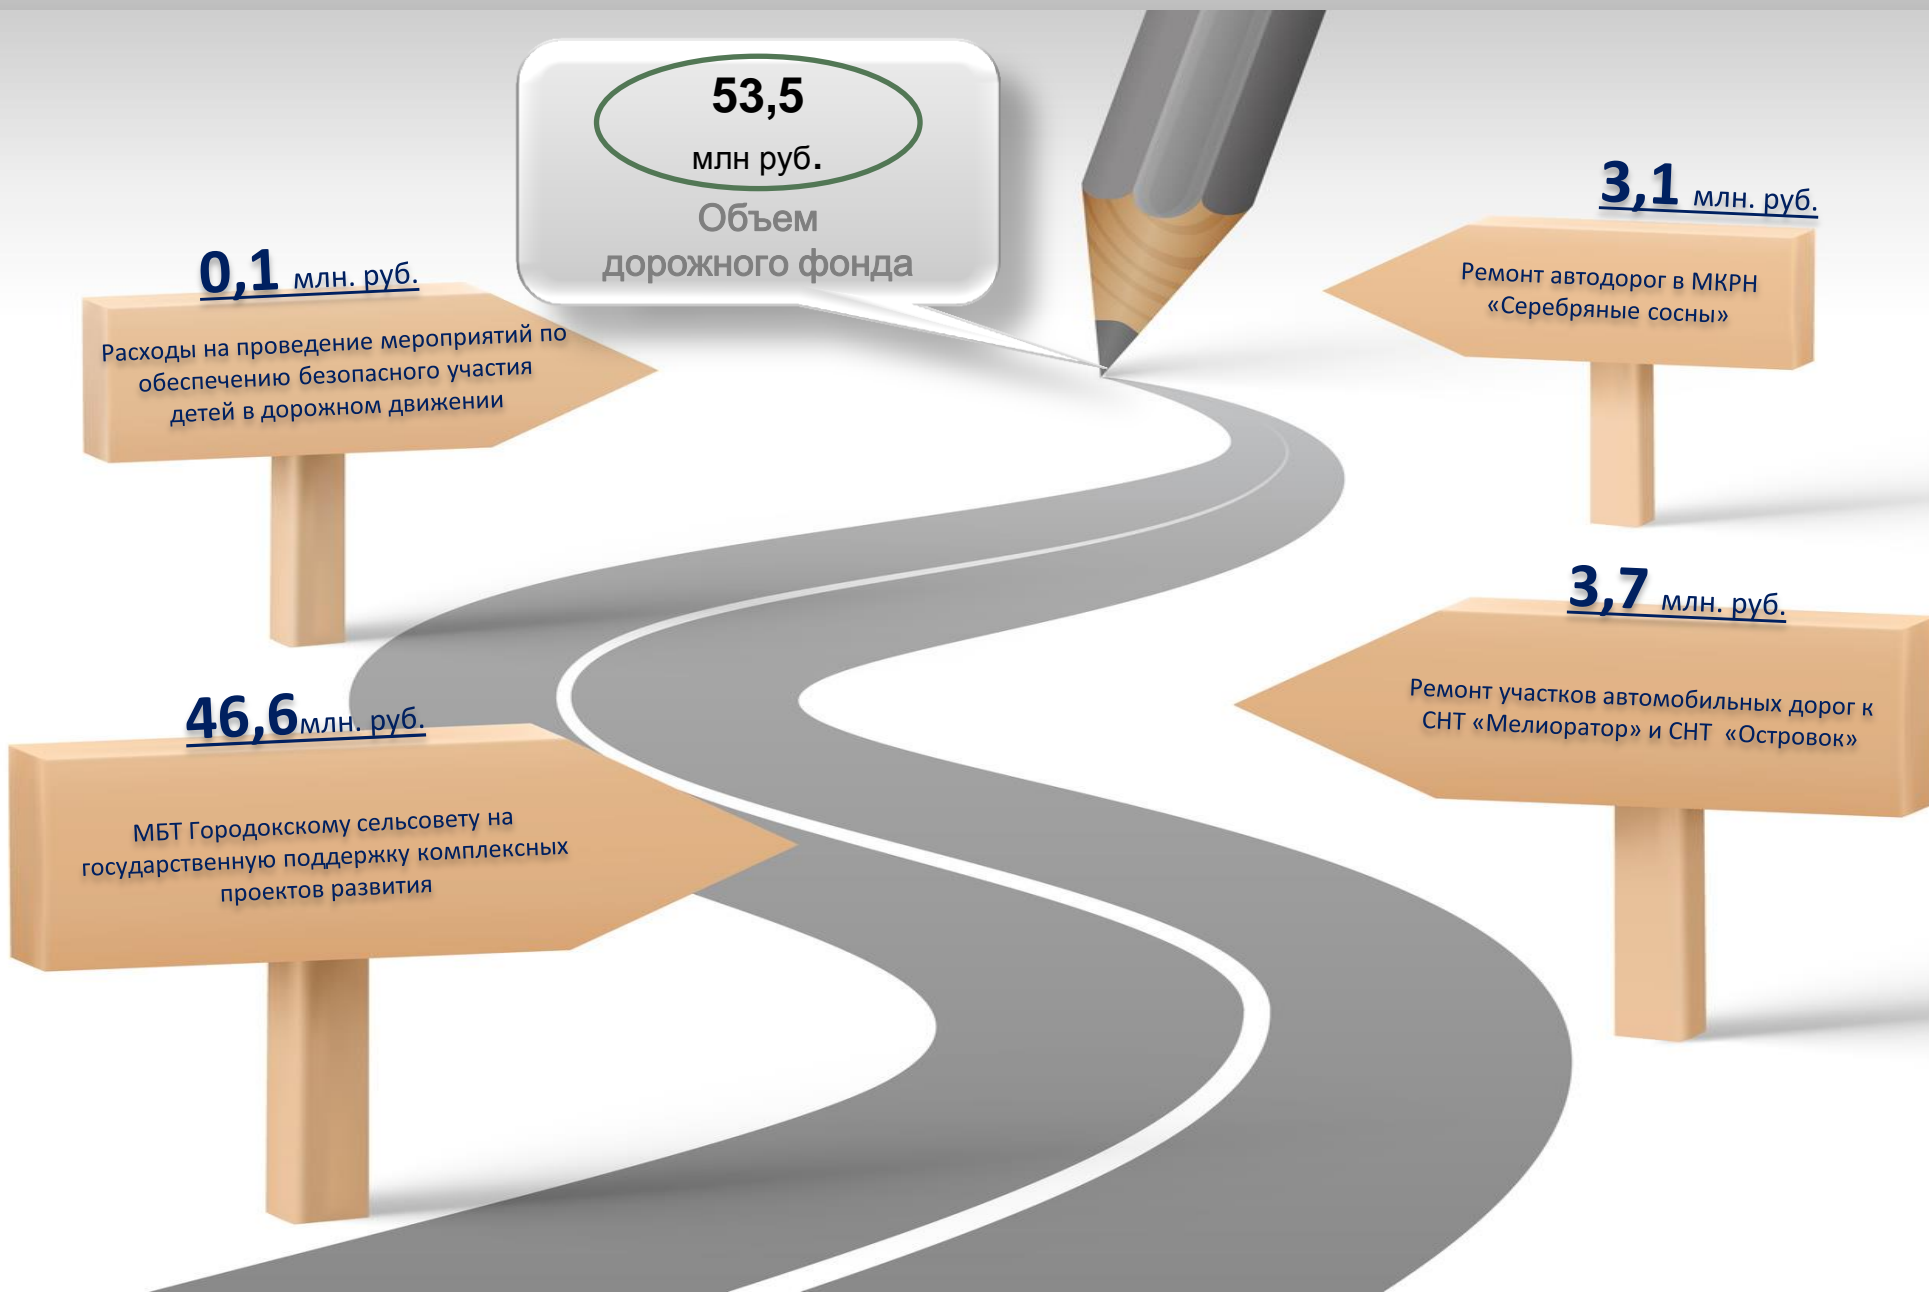 53,5
млн руб.
Объем
дорожного фонда
0,1 млн. руб.
Расходы на проведение мероприятий по
обеспечению безопасного участия
детей в дорожном движении
3,1 млн. руб.
Ремонт автодорог в МКРН
«Серебряные сосны»
46,6млн. руб.
МБТ Городокскому сельсовету на
государственную поддержку комплексных
проектов развития
3,7 млн. руб.
Ремонт участков автомобильных дорог к
СНТ «Мелиоратор» и СНТ «Островок»